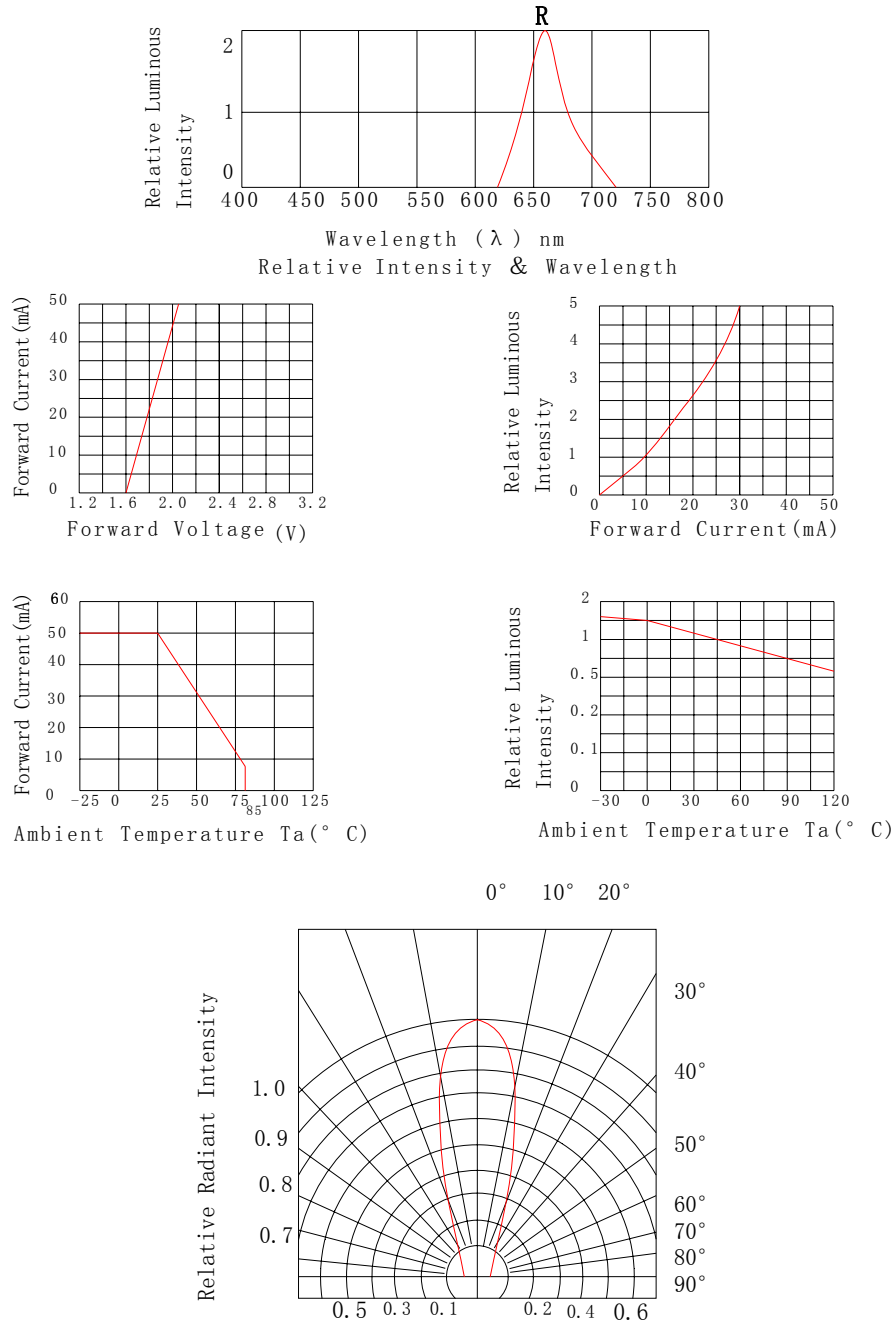 R
Relative Luminous
Intensity
2
1
0
400 450 500 550 600 650 700 750 800
Wavelength (λ) nm
Relative Intensity & Wavelength
Forward Current(mA)
50
40
30
20
10
0
1.2 1.6 2.0 2.4 2.8 3.2
Forward Voltage (V)
Relative Luminous
Intensity
5
4
3
2
1
0
0 10 20 30 40 50
Forward Current(mA)
Forward Current(mA)
60
50
40
30
20
10
0
-25 0 25 50 75 100 125
85
Ambient Temperature Ta(° C)
Relative Luminous
Intensity
2
1
0.5
0.2
0.1
0
-30 0 30 60 90 120
Ambient Temperature Ta(° C)
0° 10° 20°
30°
40°
50°
60°
70°
80°
90°
Relative Radiant Intensity
1.0
0.9
0.8
0.7
0.5 0.3 0.1 0.2 0.4 0.6